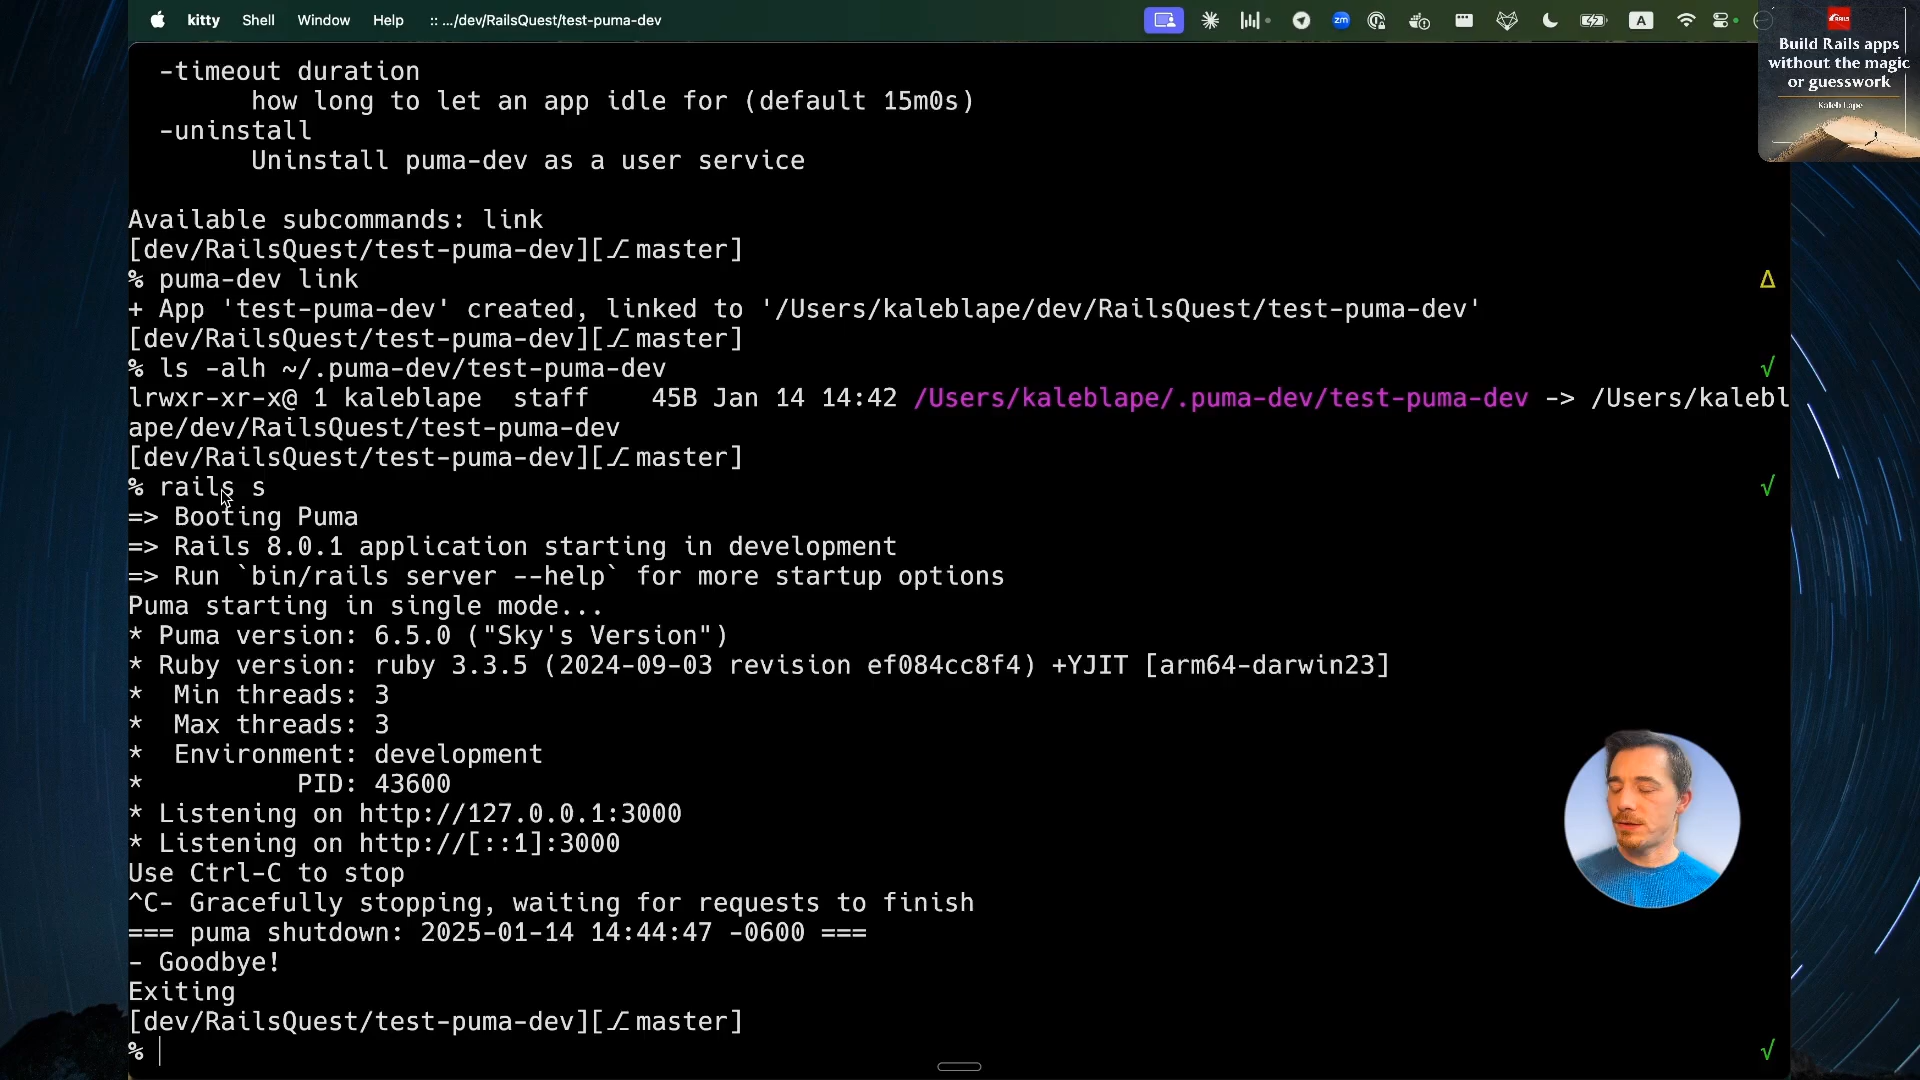 kitty Shell Window Help :: .../dev/RailsQuest/test-puma-dev zm A
RAILS
Build Rails apps
without the magic
or guesswork
Kaleb Lape
-timeout duration
how long to let an app idle for (default 15m0s)
-uninstall
Uninstall puma-dev as a user service
Available subcommands: link
[dev/RailsQuest/test-puma-dev][⎇master]
% puma-dev link Δ
+ App 'test-puma-dev' created, linked to '/Users/kaleblape/dev/RailsQuest/test-puma-dev'
[dev/RailsQuest/test-puma-dev][⎇master]
% ls -alh ~/.puma-dev/test-puma-dev √
lrwxr-xr-x@ 1 kaleblape staff 45B Jan 14 14:42 /Users/kaleblape/.puma-dev/test-puma-dev -> /Users/kalebl
ape/dev/RailsQuest/test-puma-dev
[dev/RailsQuest/test-puma-dev][⎇master]
% rails s √
=> Booting Puma
=> Rails 8.0.1 application starting in development
=> Run `bin/rails server --help` for more startup options
Puma starting in single mode...
* Puma version: 6.5.0 ("Sky's Version")
* Ruby version: ruby 3.3.5 (2024-09-03 revision ef084cc8f4) +YJIT [arm64-darwin23]
* Min threads: 3
* Max threads: 3
* Environment: development
* PID: 43600
* Listening on http://127.0.0.1:3000
* Listening on http://[::1]:3000
Use Ctrl-C to stop
^C- Gracefully stopping, waiting for requests to finish
=== puma shutdown: 2025-01-14 14:44:47 -0600 ===
- Goodbye!
Exiting
[dev/RailsQuest/test-puma-dev][⎇master]
% √